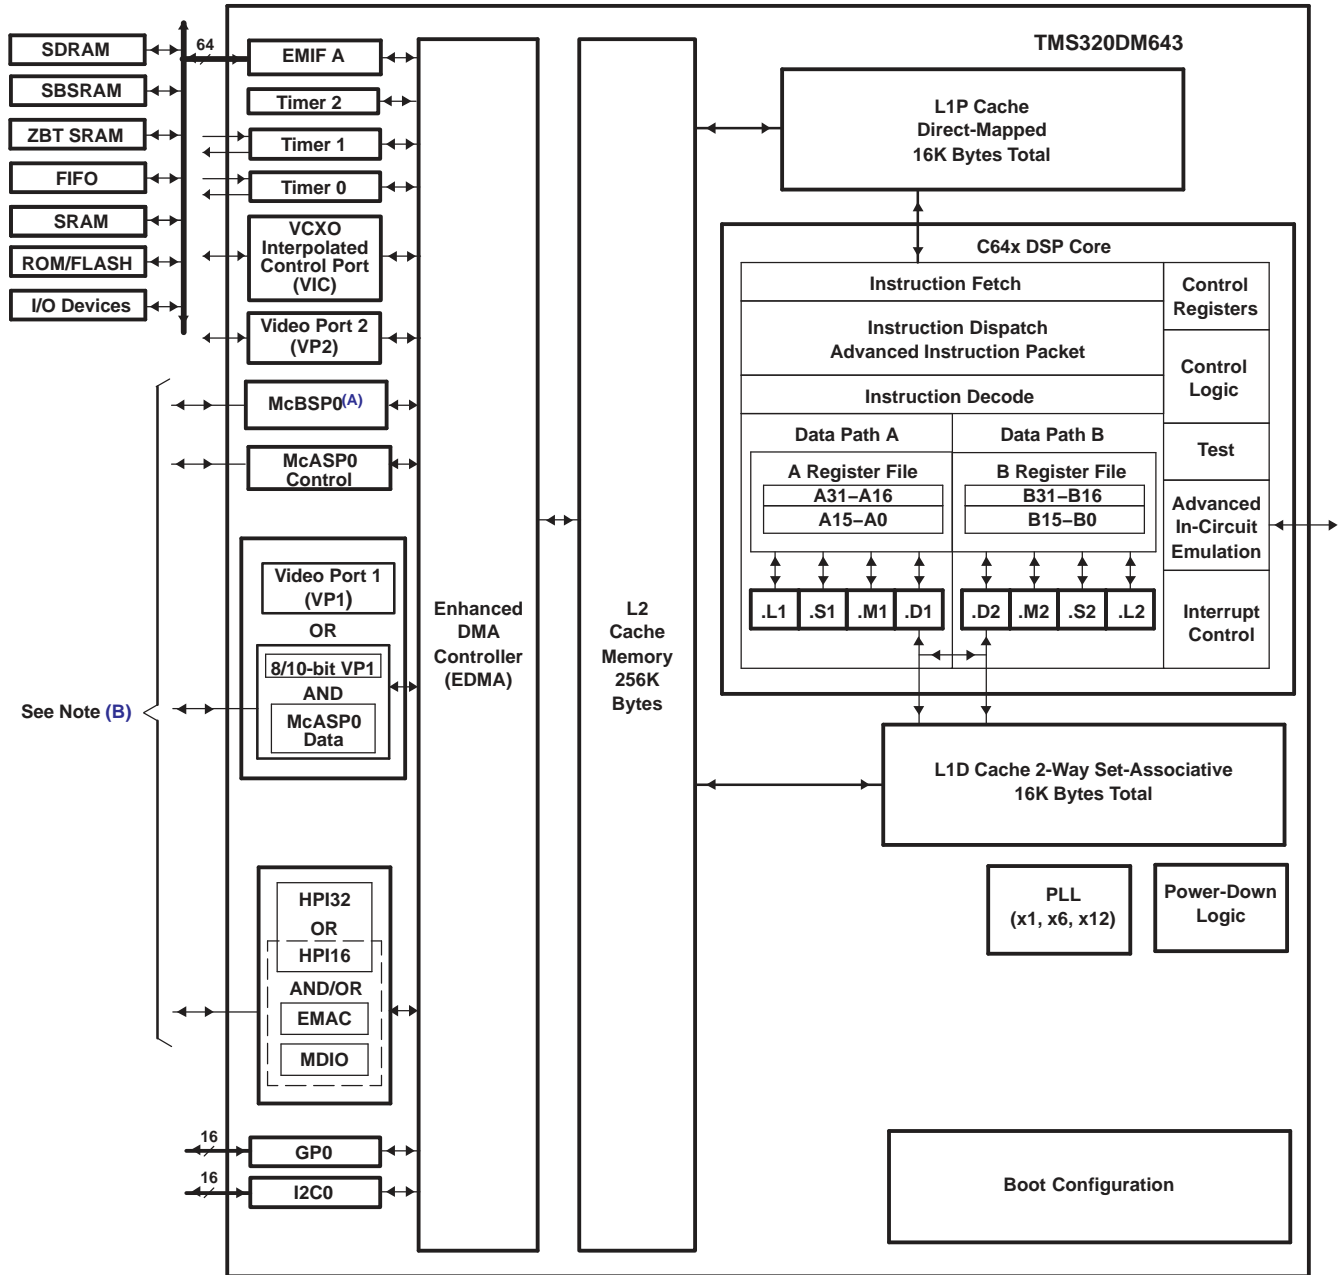 TMS320DM643
SDRAM
SBSRAM
ZBT SRAM
FIFO
SRAM
ROM/FLASH
I/O Devices
64
EMIF A
Timer 2
Timer 1
Timer 0
VCXO
Interpolated
Control Port
(VIC)
Video Port 2
(VP2)
McBSP0(A)
McASP0
Control
Video Port 1
(VP1)
OR
8/10-bit VP1
AND
McASP0
Data
See Note (B)
HPI32
OR
HPI16
AND/OR
EMAC
MDIO
16
GP0
16
I2C0
Enhanced
DMA
Controller
(EDMA)
L2
Cache
Memory
256K
Bytes
L1P Cache
Direct-Mapped
16K Bytes Total
C64x DSP Core
Instruction Fetch
Instruction Dispatch
Advanced Instruction Packet
Instruction Decode
Data Path A
A Register File
A31–A16
A15–A0
.L1 .S1 .M1 .D1
Data Path B
B Register File
B31–B16
B15–B0
.D2 .M2 .S2 .L2
Control
Registers
Control
Logic
Test
Advanced
In-Circuit
Emulation
Interrupt
Control
L1D Cache 2-Way Set-Associative
16K Bytes Total
PLL
(x1, x6, x12)
Power-Down
Logic
Boot Configuration